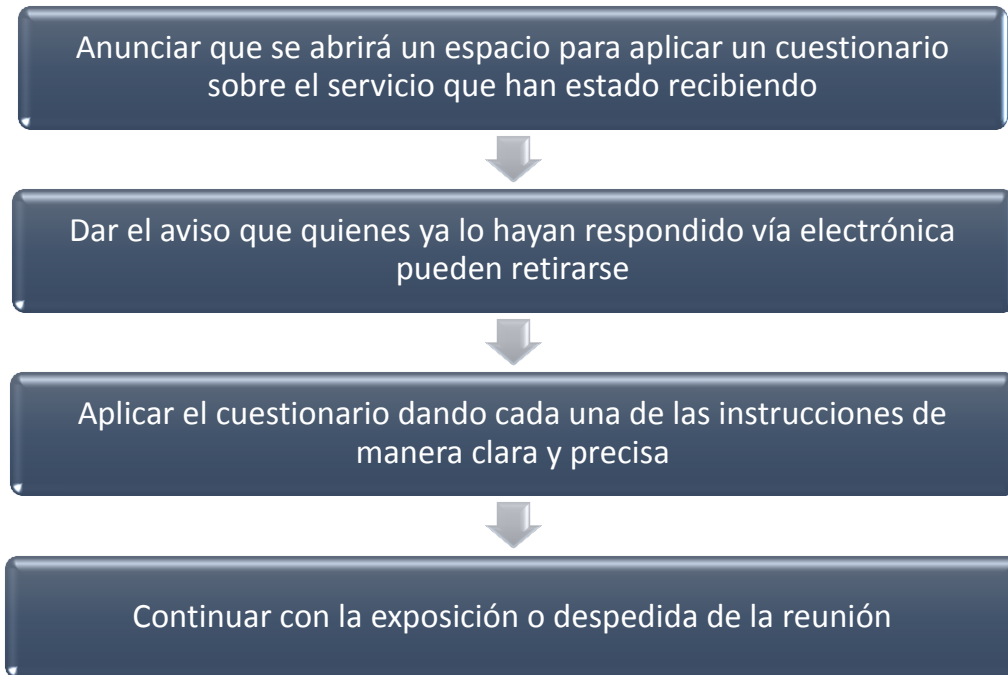 Anunciar que se abrirá un espacio para aplicar un cuestionario
sobre el servicio que han estado recibiendo
Dar el aviso que quienes ya lo hayan respondido vía electrónica
pueden retirarse
Aplicar el cuestionario dando cada una de las instrucciones de
manera clara y precisa
Continuar con la exposición o despedida de la reunión